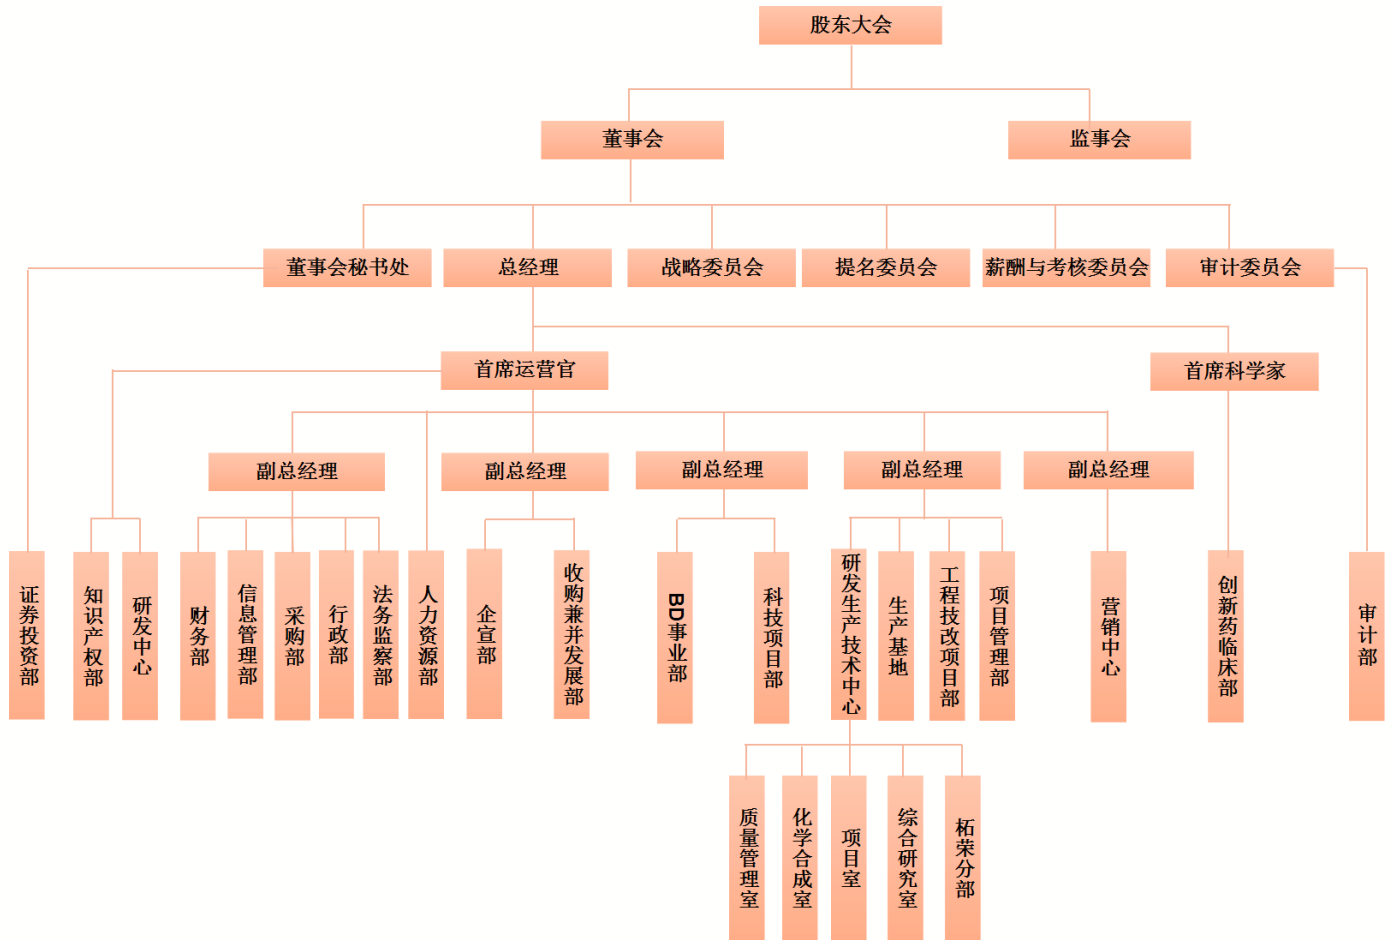 股东大会
董事会
监事会
董事会秘书处
总经理
战略委员会
提名委员会
薪酬与考核委员会
审计委员会
首席运营官
首席科学家
副总经理
副总经理
副总经理
副总经理
副总经理
证券投资部
知识产权部
研发中心
财务部
信息管理部
采购部
行政部
法务监察部
人力资源部
企宣部
收购兼并发展部
BD事业部
科技项目部
研发生产技术中心
生产基地
工程技改项目部
项目管理部
营销中心
创新药临床部
审计部
质量管理室
化学合成室
项目室
综合研究室
柘荣分部